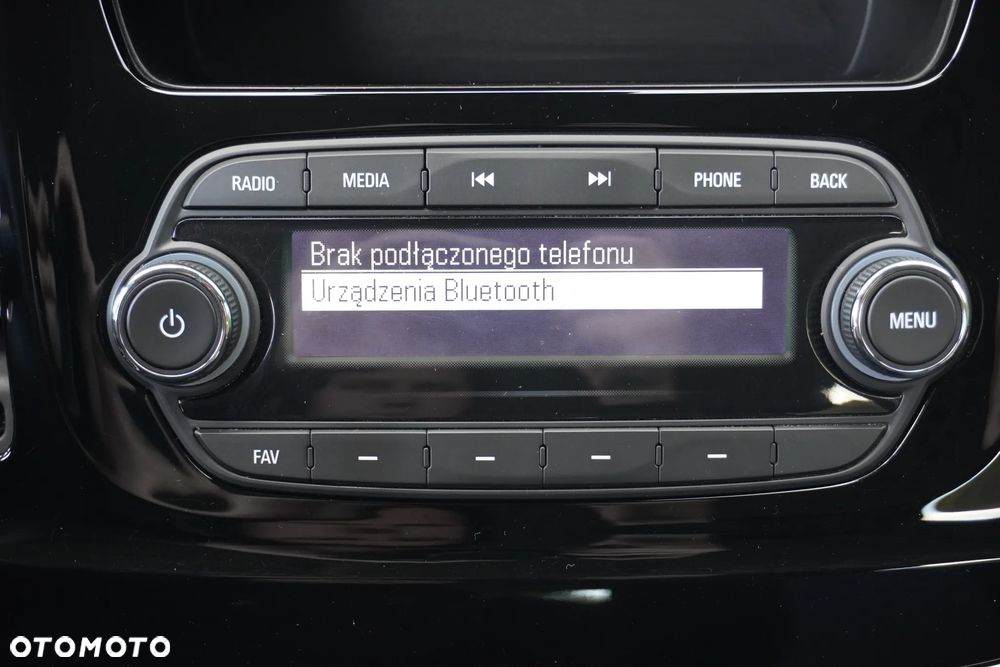 RADIO MEDIA PHONE BACK
Brak podłączonego telefonu
Urządzenia Bluetooth
MENU
FAV
OTOMOTO